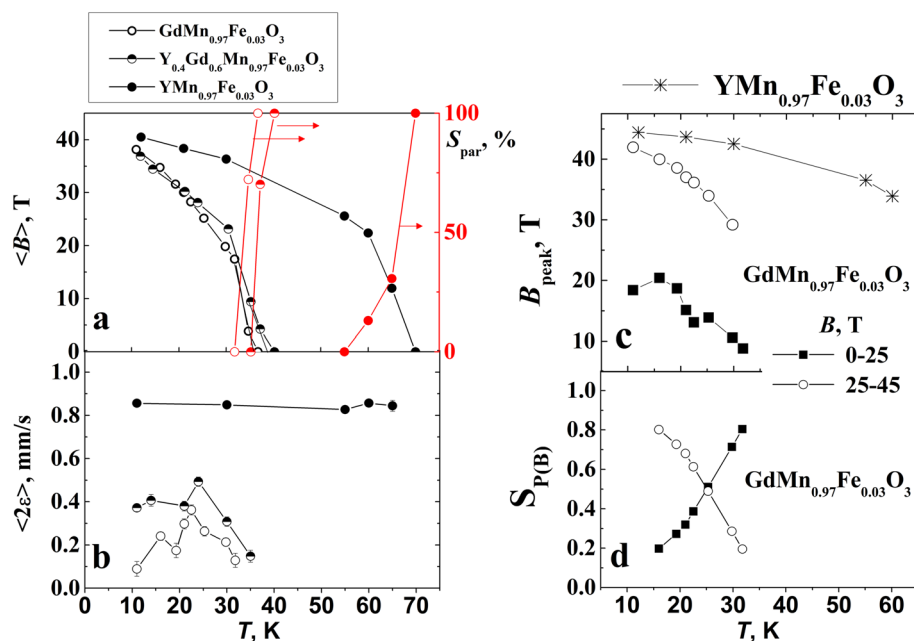 GdMn0.97Fe0.03O3
Y0.4Gd0.6Mn0.97Fe0.03O3
YMn0.97Fe0.03O3
<B>, T
40
30
20
10
0
a
Spar, %
100
50
0
<2ε>, mm/s
1.0
0.8
0.6
0.4
0.2
0.0
b
0 10 20 30 40 50 60 70
T, K
YMn0.97Fe0.03O3
Bpeak, T
40
30
20
10
GdMn0.97Fe0.03O3
c
B, T
0-25
25-45
SP(B)
1.0
0.8
0.6
0.4
0.2
0.0
GdMn0.97Fe0.03O3
d
10 20 30 40 50 60
T, K